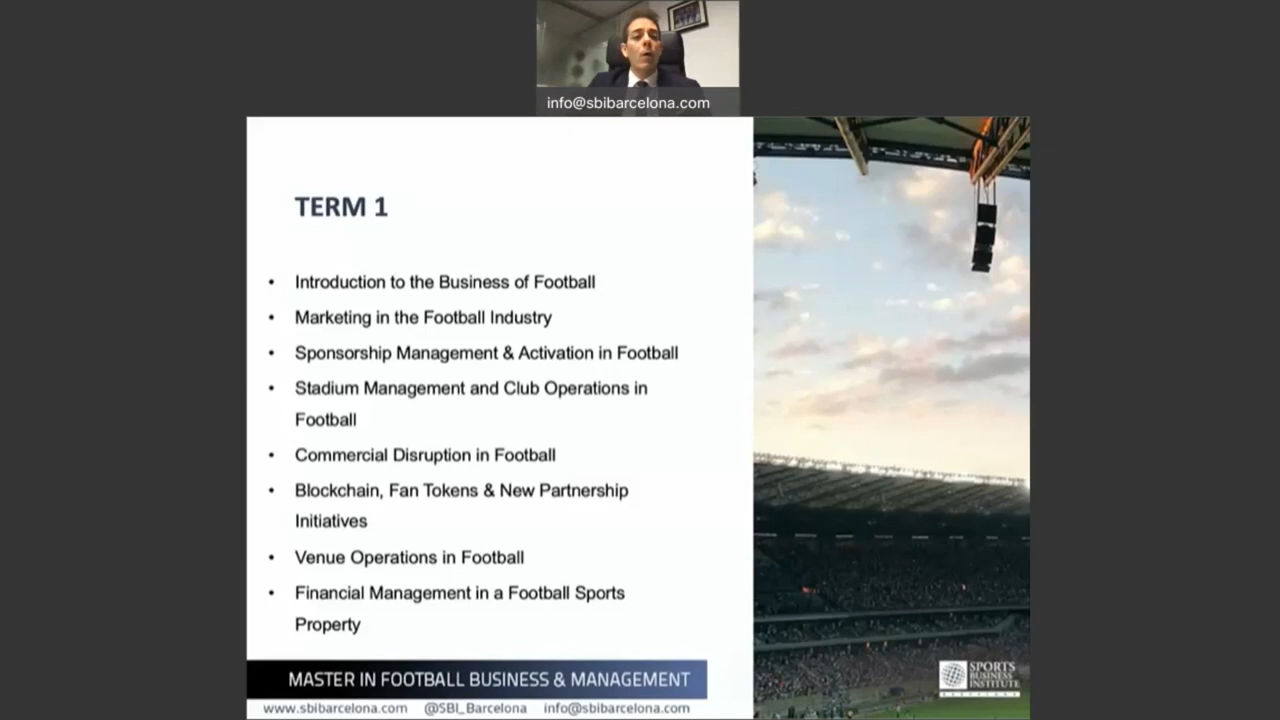 info@sbibarcelona.com
TERM 1
• Introduction to the Business of Football
• Marketing in the Football Industry
• Sponsorship Management & Activation in Football
• Stadium Management and Club Operations in
Football
• Commercial Disruption in Football
• Blockchain, Fan Tokens & New Partnership
Initiatives
• Venue Operations in Football
• Financial Management in a Football Sports
Property
MASTER IN FOOTBALL BUSINESS & MANAGEMENT
www.sbibarcelona.com @SBI_Barcelona info@sbibarcelona.com
SPORTS
BUSINESS
INSTITUTE